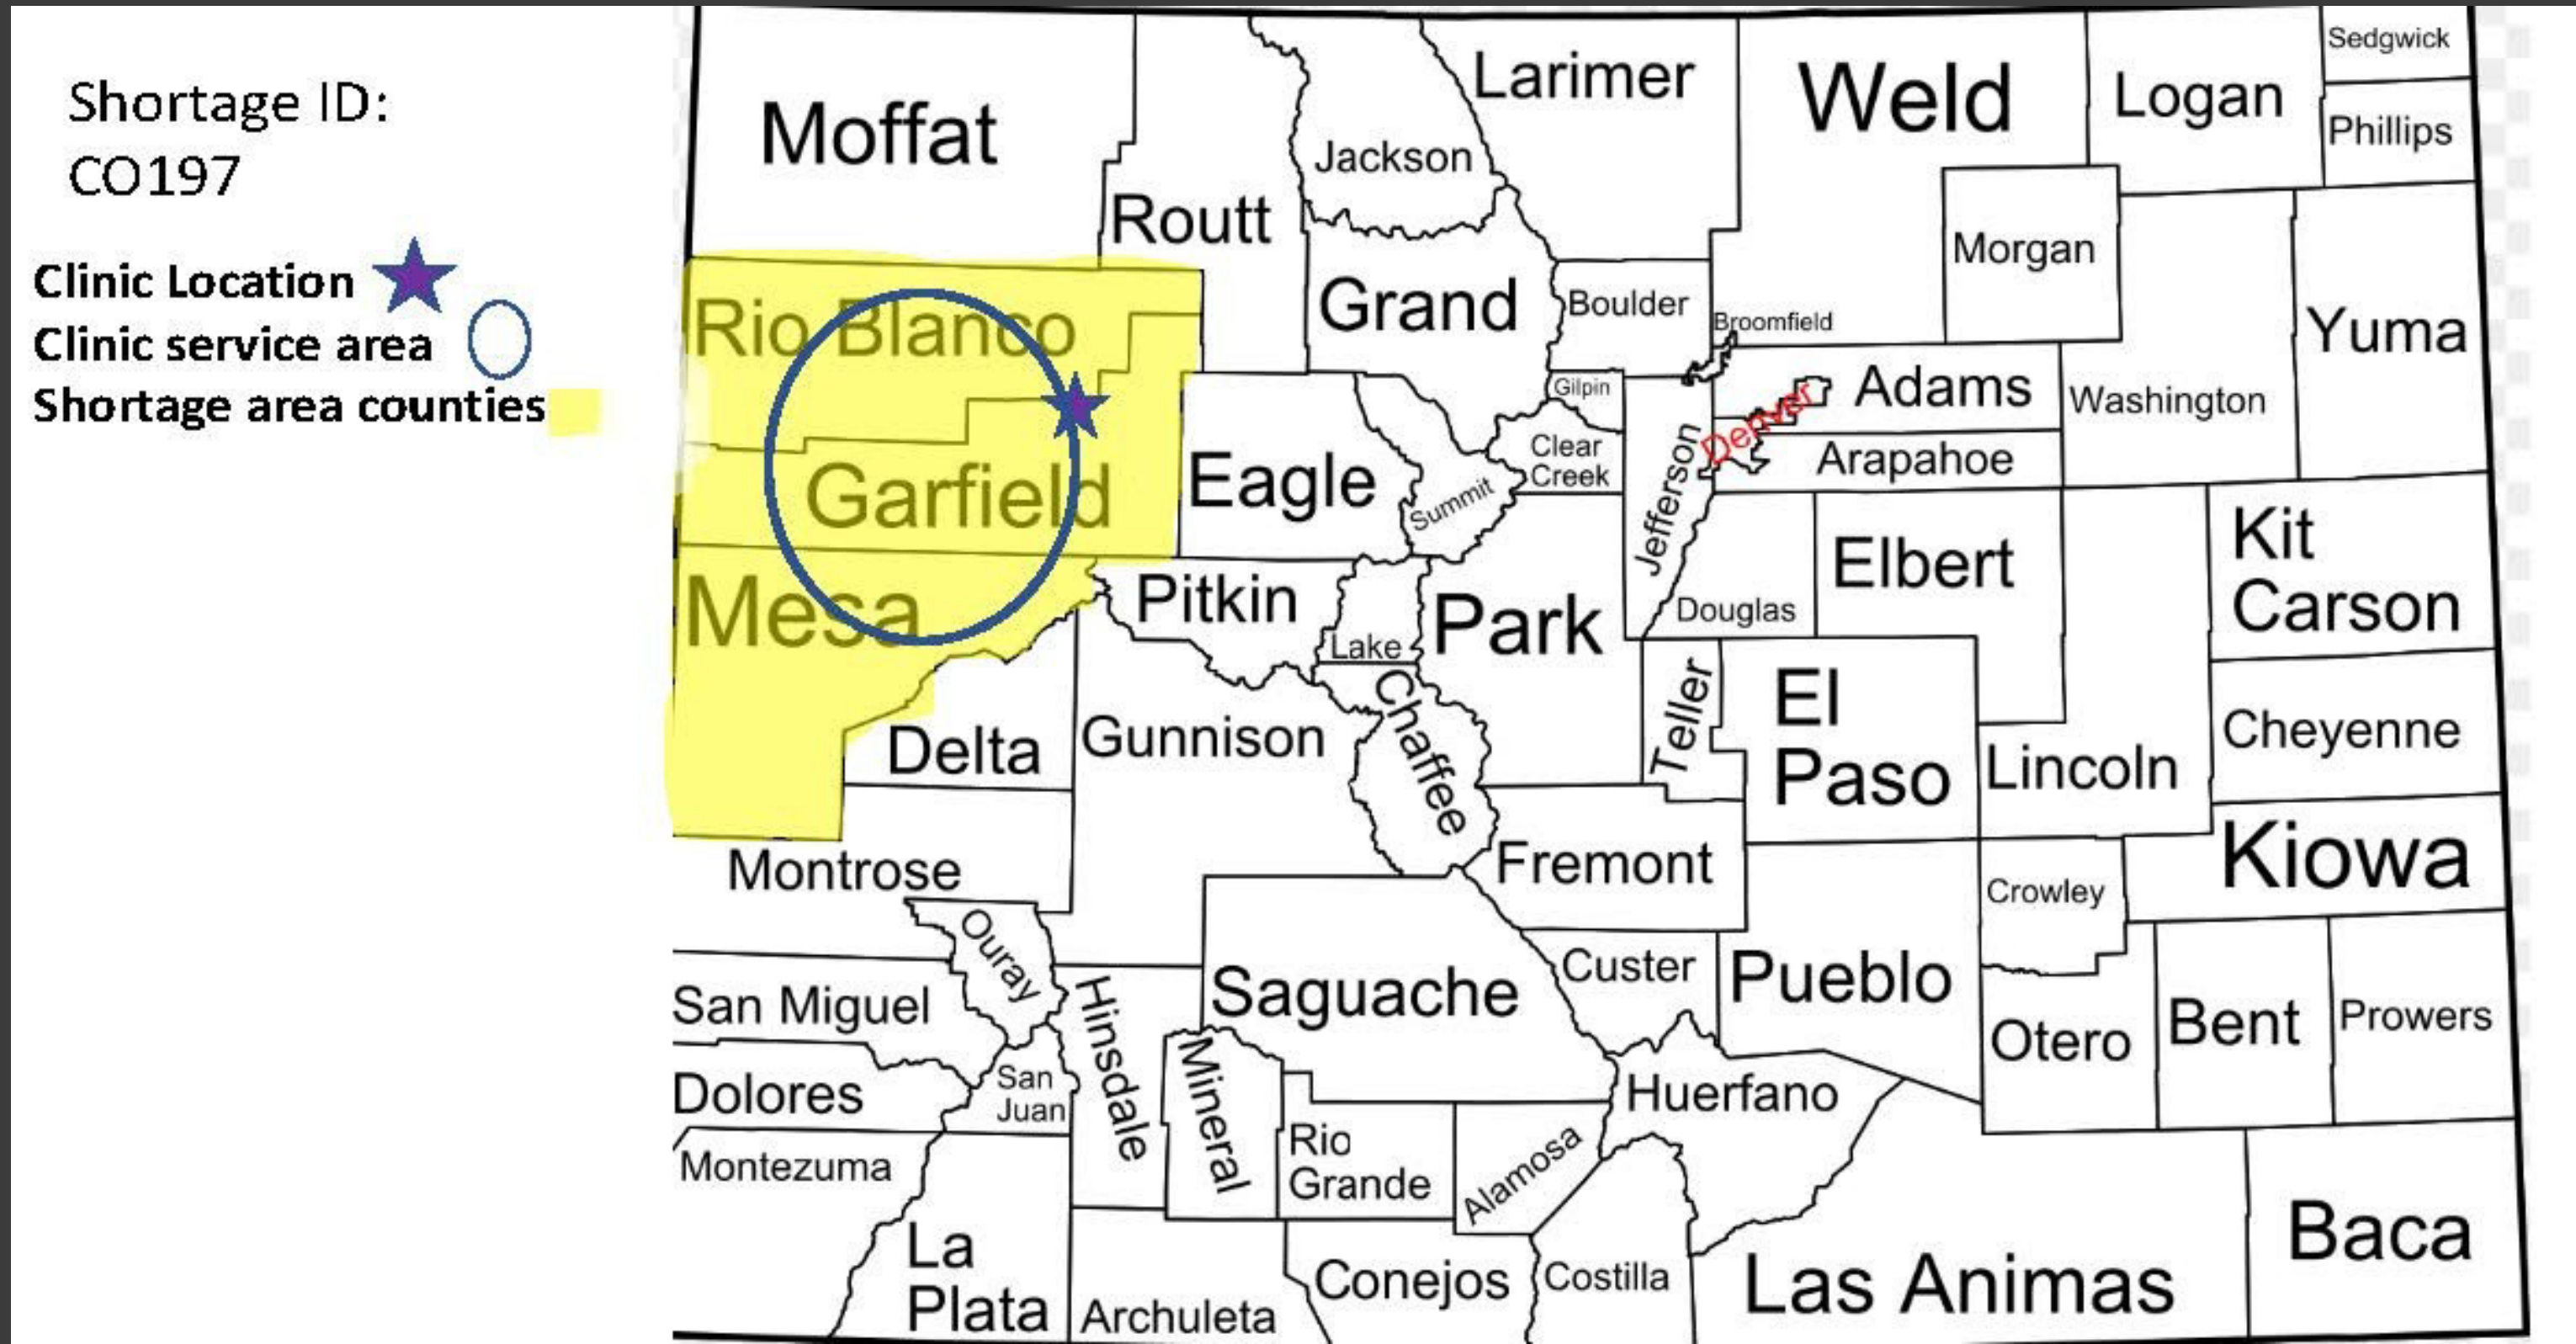 Shortage ID:
CO197
Clinic Location
Clinic service area
Shortage area counties
Moffat
Routt
Jackson
Larimer
Weld
Logan
Sedgwick
Phillips
Morgan
Rio Blanco
Grand
Boulder
Broomfield
Yuma
Gilpin
Adams
Washington
Denver
Clear
Creek
Arapahoe
Garfield
Eagle
Summit
Jefferson
Elbert
Kit
Carson
Mesa
Pitkin
Lake
Park
Douglas
Delta
Gunnison
Chaffee
Teller
El
Paso
Lincoln
Cheyenne
Montrose
Fremont
Kiowa
Crowley
Ouray
San Miguel
Hinsdale
Saguache
Custer
Pueblo
Otero
Bent
Prowers
Dolores
San
Juan
Mineral
Huerfano
Rio
Grande
Alamosa
Montezuma
La
Plata
Archuleta
Conejos
Costilla
Las Animas
Baca